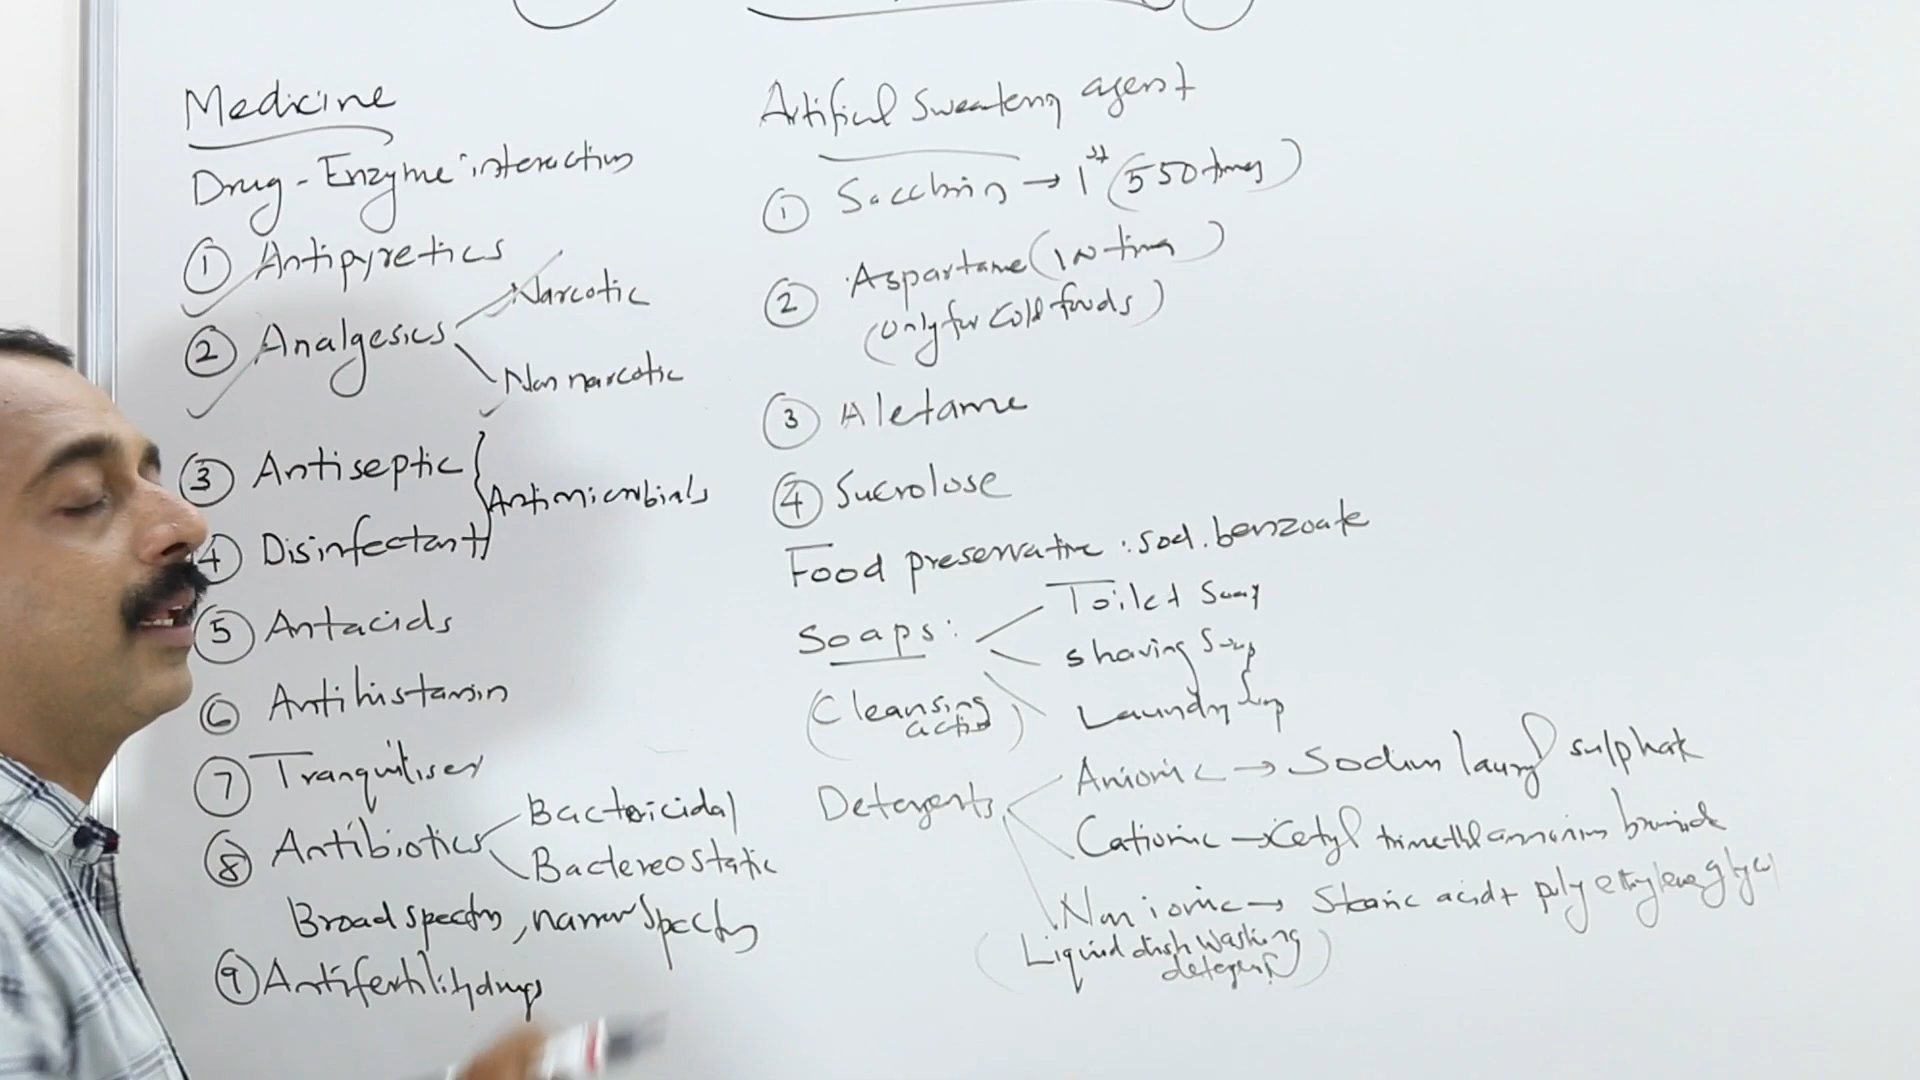 Medicine
Drug-Enzyme interactions
① Antipyretics
② Analgesics
Narcotic
Non narcotic
③ Antiseptic
④ Disinfectant
Antimicrobials
⑤ Antacids
⑥ Antihistamin
⑦ Tranquiliser
⑧ Antibiotics
Bactericidal
Bactereostatic
Broad spectrum, narrow spectrum
⑨ Antifertility drugs
Artificial sweetening agent
① Sacchrin → 1st (550 times)
② Aspartame (100 times)
(only for cold foods)
③ Aletame
④ Sucrolose
Food preservative : sod. benzoate
Soaps :
(Cleansing action)
Toilet soap
shaving soap
Laundry soap
Detergents
Anionic → Sodium lauryl sulphate
Cationic → Cetyl trimethyl ammonium bromide
Non ionic → Stearic acid + poly ethylene glycol
(Liquid dish washing
detergent)